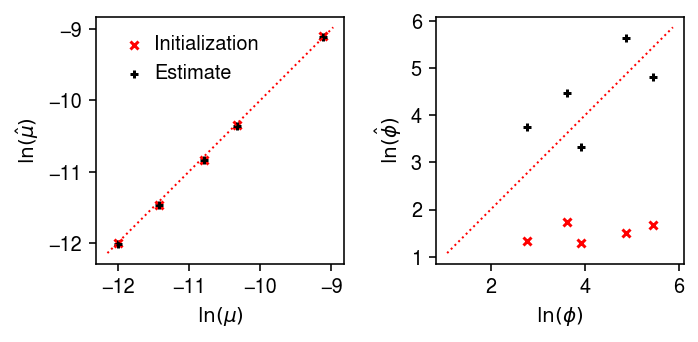 −9
−10
−11
−12
−12
−11
−10
−9
ln(μ̂)
ln(μ)
Initialization
Estimate
6
5
4
3
2
1
2
4
6
ln(ϕ̂)
ln(ϕ)